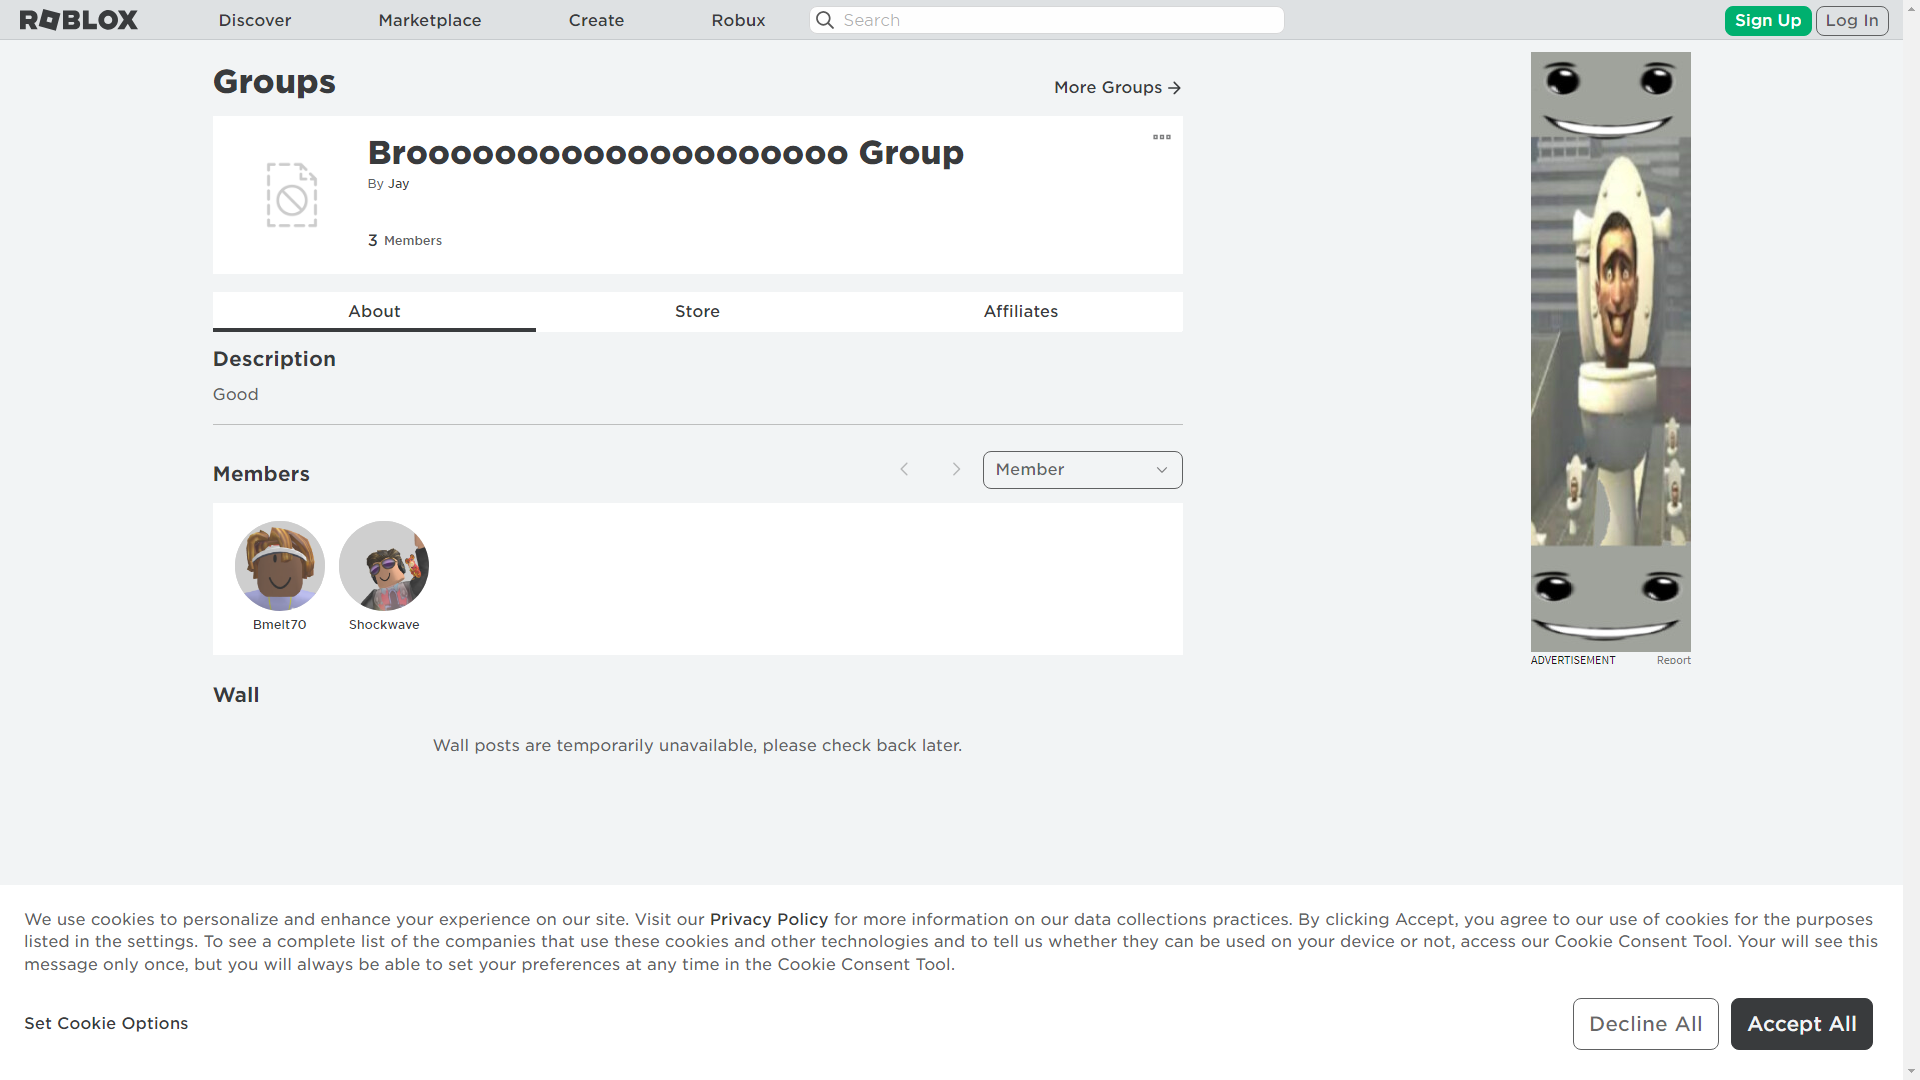 ROBLOX
Discover
Marketplace
Create
Robux
Search
Sign Up
Log In
Groups
More Groups
Brooooooooooooooooooooo Group
By Jay
3 Members
About
Store
Affiliates
Description
Good
Members
Member
Bmelt70
Shockwave
Wall
Wall posts are temporarily unavailable, please check back later.
ADVERTISEMENT
Report
We use cookies to personalize and enhance your experience on our site. Visit our Privacy Policy for more information on our data collections practices. By clicking Accept, you agree to our use of cookies for the purposes
listed in the settings. To see a complete list of the companies that use these cookies and other technologies and to tell us whether they can be used on your device or not, access our Cookie Consent Tool. Your will see this
message only once, but you will always be able to set your preferences at any time in the Cookie Consent Tool.
Set Cookie Options
Decline All
Accept All